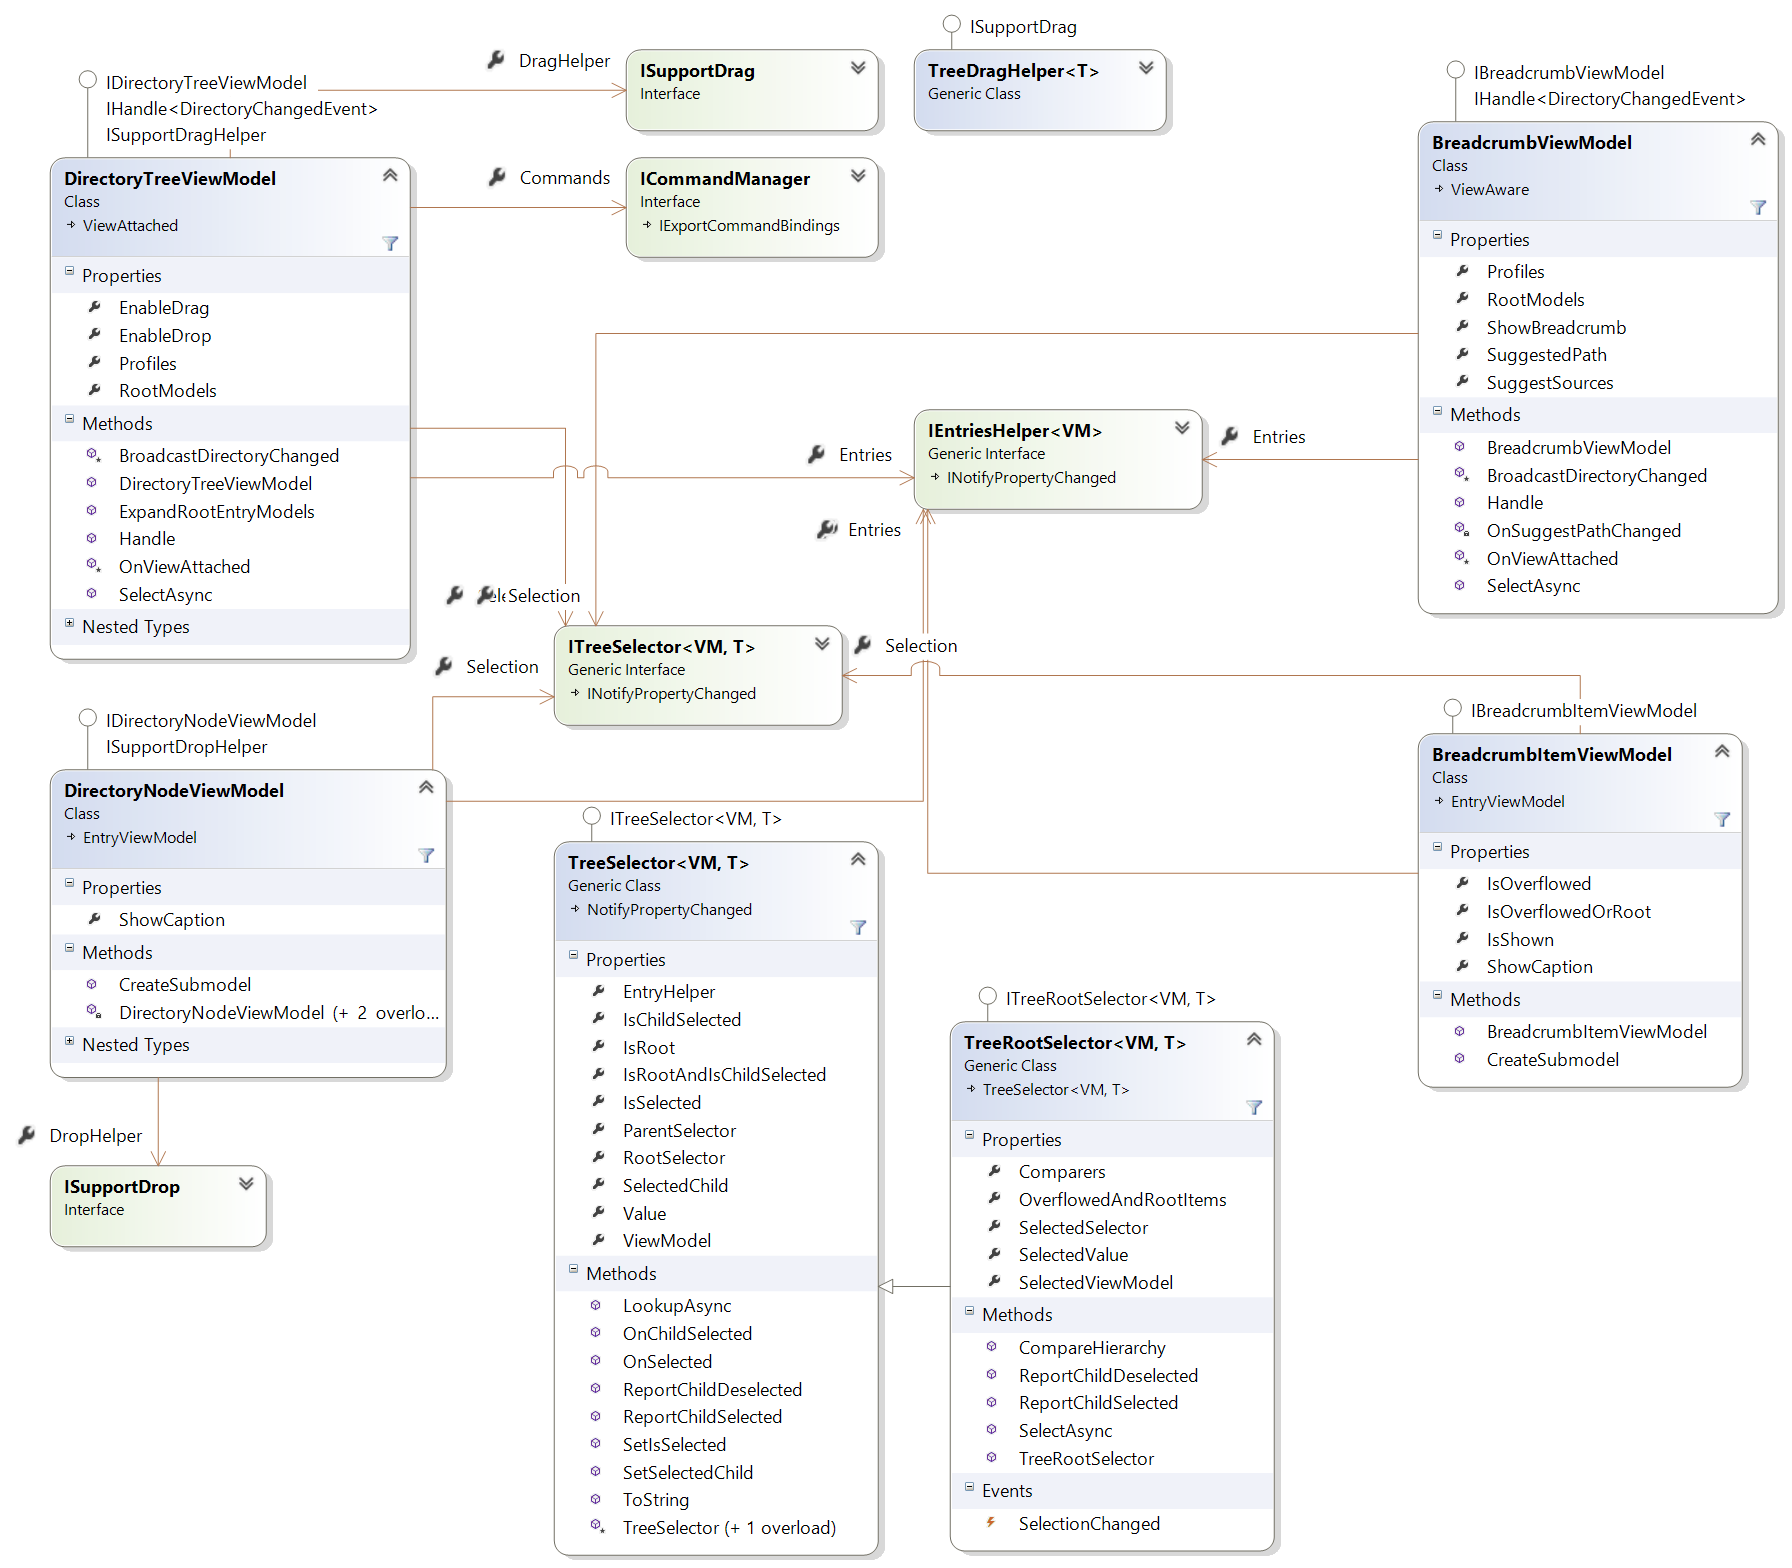 ISupportDrag
DragHelper
ISupportDrag
Interface
TreeDragHelper<T>
Generic Class
IDirectoryTreeViewModel
IHandle<DirectoryChangedEvent>
ISupportDragHelper
IBreadcrumbViewModel
IHandle<DirectoryChangedEvent>
DirectoryTreeViewModel
Class
ViewAttached
Properties
EnableDrag
EnableDrop
Profiles
RootModels
Methods
BroadcastDirectoryChanged
DirectoryTreeViewModel
ExpandRootEntryModels
Handle
OnViewAttached
SelectAsync
Nested Types
Commands
ICommandManager
Interface
IExportCommandBindings
BreadcrumbViewModel
Class
ViewAware
Properties
Profiles
RootModels
ShowBreadcrumb
SuggestedPath
SuggestSources
Methods
BreadcrumbViewModel
BroadcastDirectoryChanged
Handle
OnSuggestPathChanged
OnViewAttached
SelectAsync
Entries
IEntriesHelper<VM>
Generic Interface
INotifyPropertyChanged
Entries
Entries
Selection
ITreeSelector<VM, T>
Generic Interface
INotifyPropertyChanged
Selection
Selection
IDirectoryNodeViewModel
ISupportDropHelper
DirectoryNodeViewModel
Class
EntryViewModel
Properties
ShowCaption
Methods
CreateSubmodel
DirectoryNodeViewModel (+ 2 overlo...
Nested Types
DropHelper
ISupportDrop
Interface
ITreeSelector<VM, T>
TreeSelector<VM, T>
Generic Class
NotifyPropertyChanged
Properties
EntryHelper
IsChildSelected
IsRoot
IsRootAndIsChildSelected
IsSelected
ParentSelector
RootSelector
SelectedChild
Value
ViewModel
Methods
LookupAsync
OnChildSelected
OnSelected
ReportChildDeselected
ReportChildSelected
SetIsSelected
SetSelectedChild
ToString
TreeSelector (+ 1 overload)
ITreeRootSelector<VM, T>
TreeRootSelector<VM, T>
Generic Class
TreeSelector<VM, T>
Properties
Comparers
OverflowedAndRootItems
SelectedSelector
SelectedValue
SelectedViewModel
Methods
CompareHierarchy
ReportChildDeselected
ReportChildSelected
SelectAsync
TreeRootSelector
Events
SelectionChanged
IBreadcrumbItemViewModel
BreadcrumbItemViewModel
Class
EntryViewModel
Properties
IsOverflowed
IsOverflowedOrRoot
IsShown
ShowCaption
Methods
BreadcrumbItemViewModel
CreateSubmodel